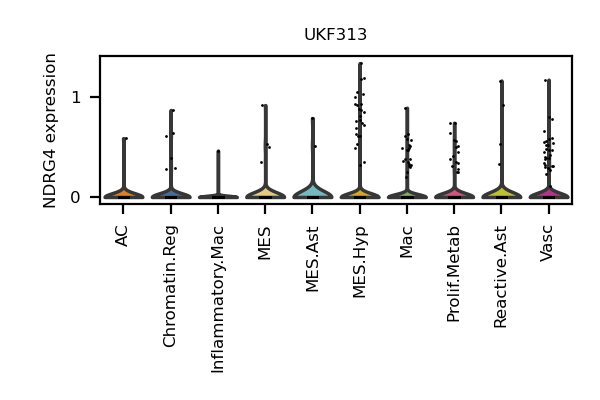 UKF313
NDRG4 expression
1
0
AC
Chromatin.Reg
Inflammatory.Mac
MES
MES.Ast
MES.Hyp
Mac
Prolif.Metab
Reactive.Ast
Vasc